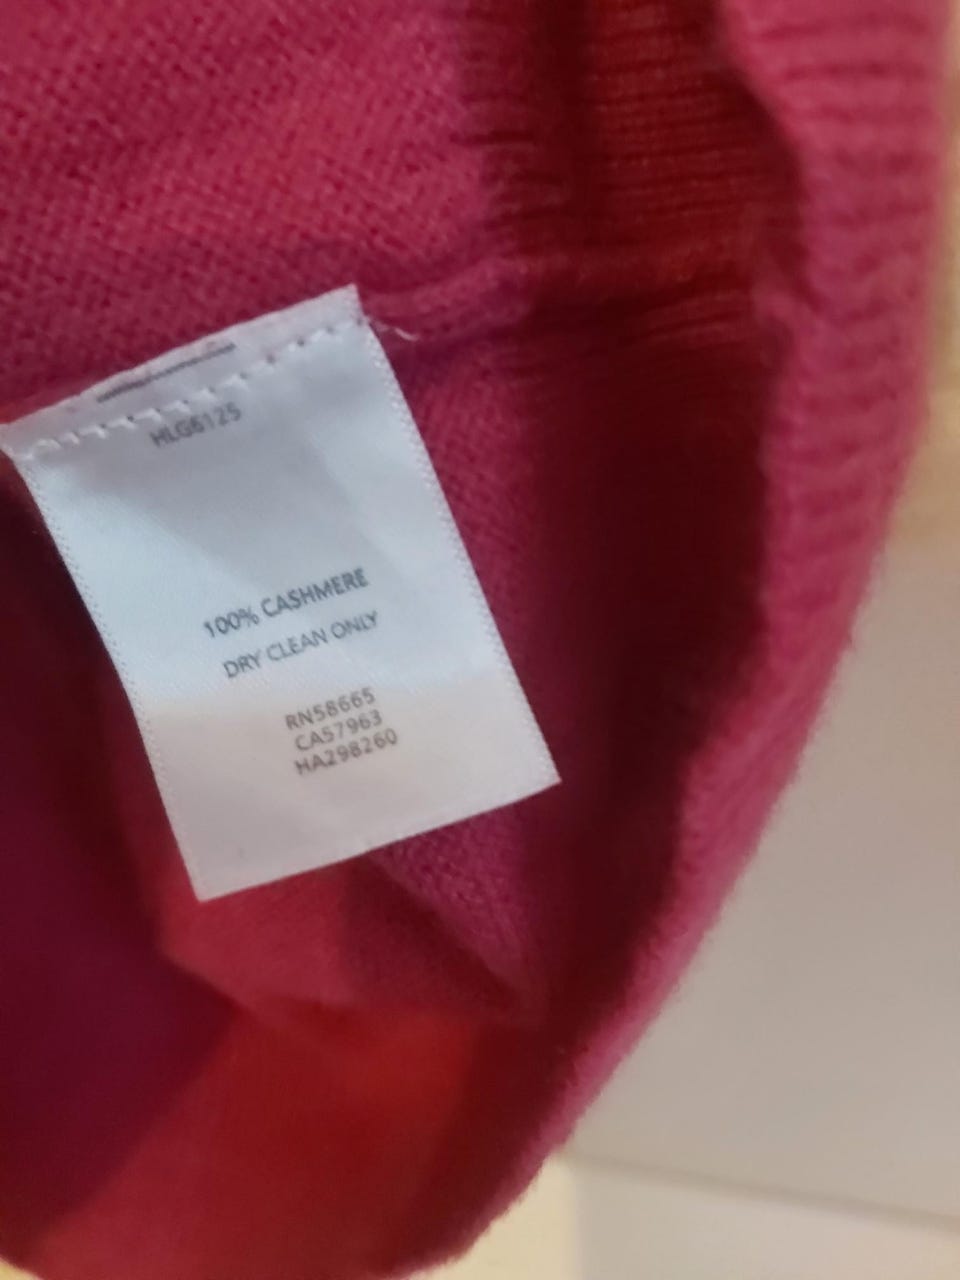 HLG6125
100% CASHMERE
DRY CLEAN ONLY
RN58665
CA57963
HA298260